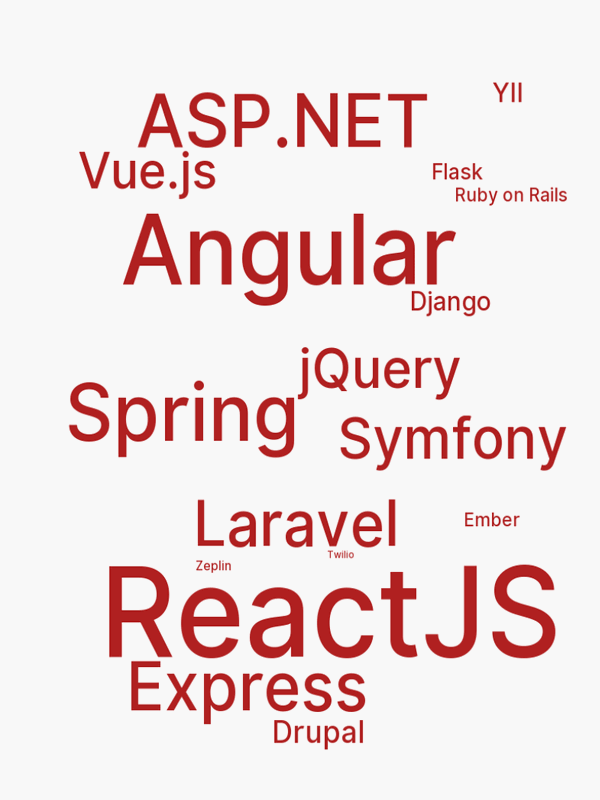 YII
ASP.NET
Vue.js
Flask
Ruby on Rails
Angular
Django
jQuery
Spring
Symfony
Laravel
Ember
Twilio
Zeplin
ReactJS
Express
Drupal